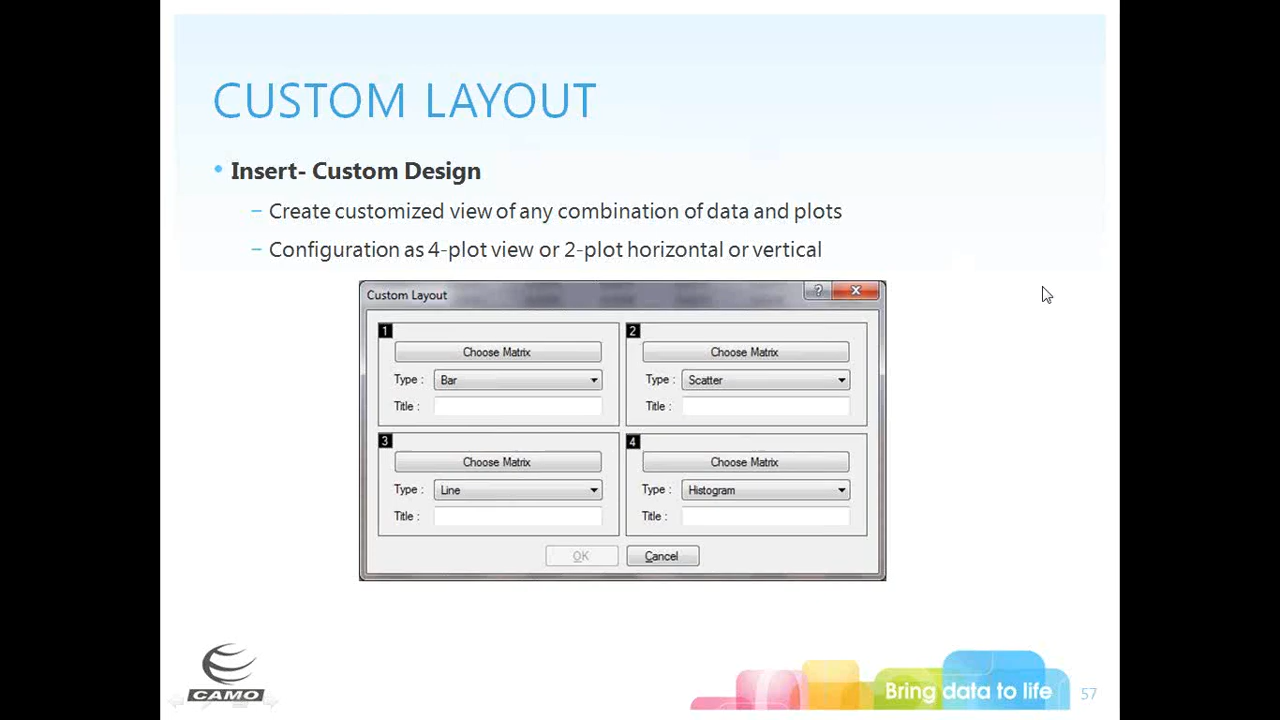 CUSTOM LAYOUT
• Insert- Custom Design
– Create customized view of any combination of data and plots
– Configuration as 4-plot view or 2-plot horizontal or vertical
Custom Layout
?
1
Choose Matrix
Type : Bar
Title :
2
Choose Matrix
Type : Scatter
Title :
3
Choose Matrix
Type : Line
Title :
4
Choose Matrix
Type : Histogram
Title :
OK
Cancel
CAMO
Bring data to life
57